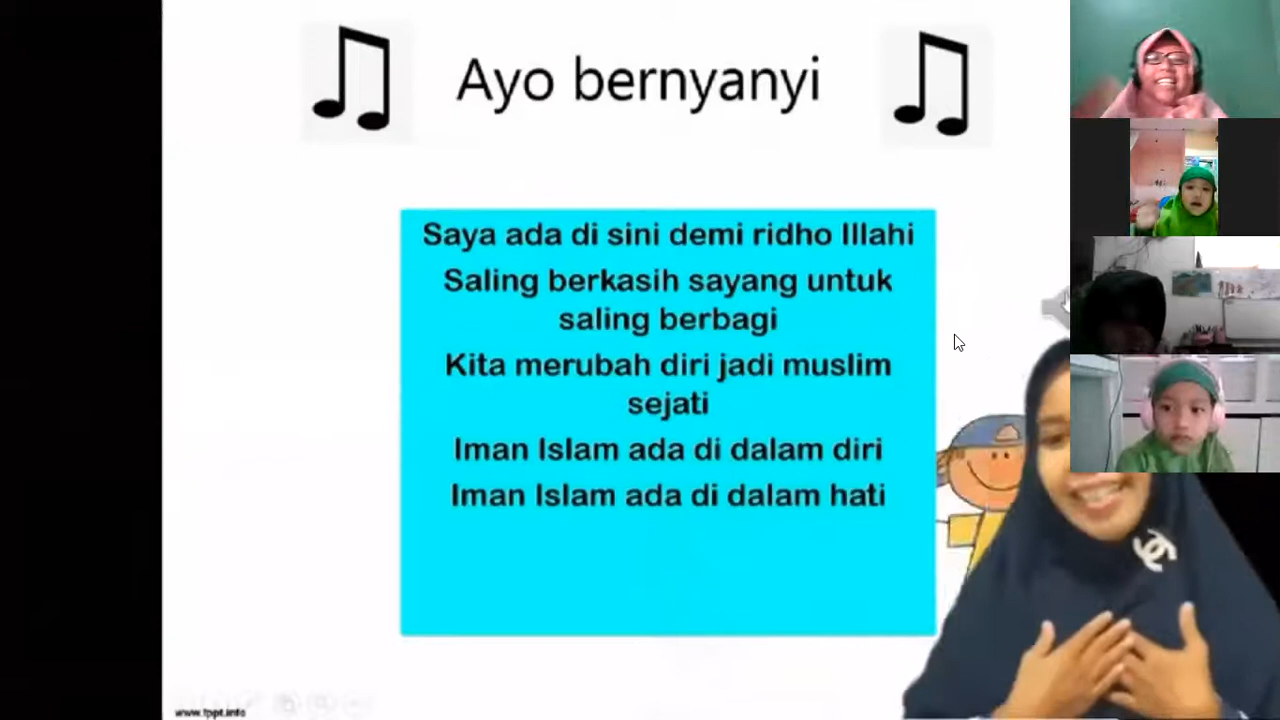 Ayo bernyanyi
Saya ada di sini demi ridho Illahi
Saling berkasih sayang untuk
saling berbagi
Kita merubah diri jadi muslim
sejati
Iman Islam ada di dalam diri
Iman Islam ada di dalam hati
www.fppt.info